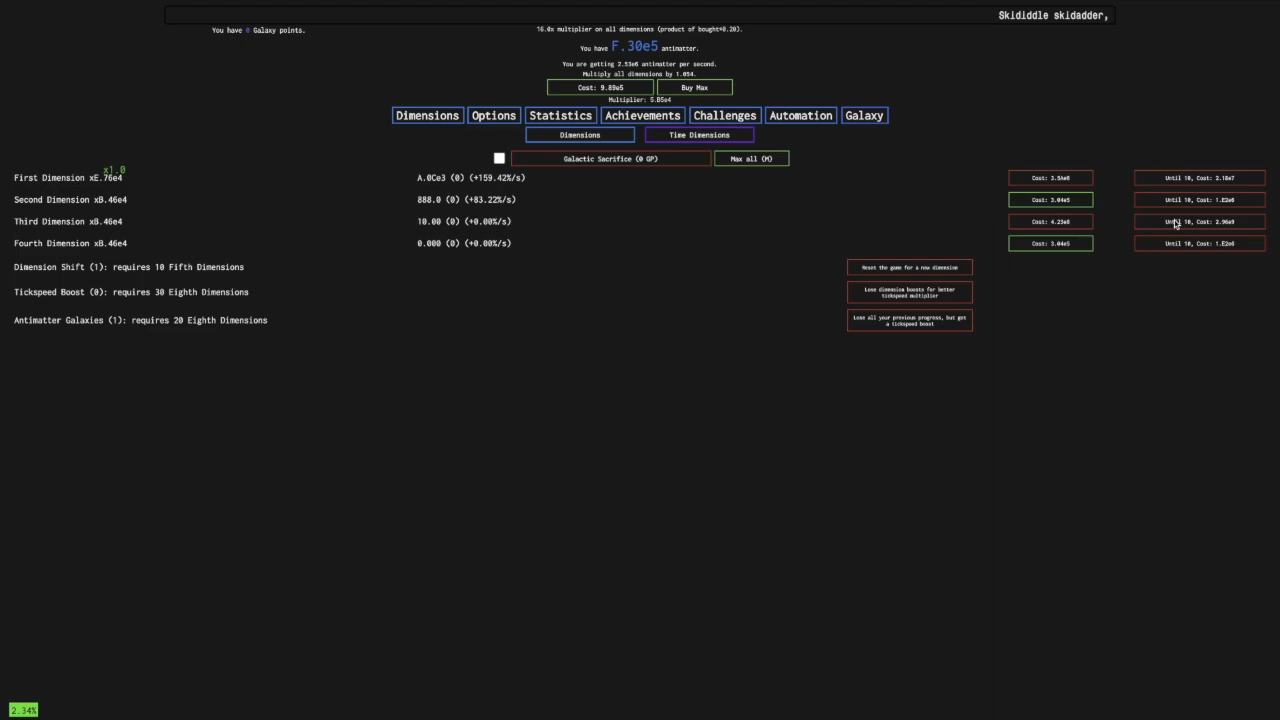 Skididdle skidadder,
You have 0 Galaxy points.
16.0x multiplier on all dimensions (product of bought+0.20).
You have F.30e5 antimatter.
You are getting 2.53e6 antimatter per second.
Multiply all dimensions by 1.094.
Cost: 9.89e5 Buy Max
Multiplier: 5.B5e4
Dimensions Options Statistics Achievements Challenges Automation Galaxy
Dimensions Time Dimensions
Galactic Sacrifice (0 GP) Max all (M)
x1.0
First Dimension xE.76e4 A.0Ce3 (0) (+159.42%/s) Until 10, Cost: 2.18e7
Second Dimension xB.46e4 888.0 (0) (+83.22%/s) Cost: 3.04e5 Until 10, Cost: 1.E2e6
Third Dimension xB.46e4 10.00 (0) (+0.00%/s) Cost: 4.23e8 Until 10, Cost: 2.96e9
Fourth Dimension xB.46e4 0.000 (0) (+0.00%/s) Cost: 3.04e5 Until 10, Cost: 1.E2e6
Dimension Shift (1): requires 10 Fifth Dimensions Reset the game for a new dimension
Tickspeed Boost (0): requires 30 Eighth Dimensions
Lose dimension boosts for better
tickspeed multiplier
Antimatter Galaxies (1): requires 20 Eighth Dimensions
Lose all your previous progress, but get
a tickspeed boost
2.34%